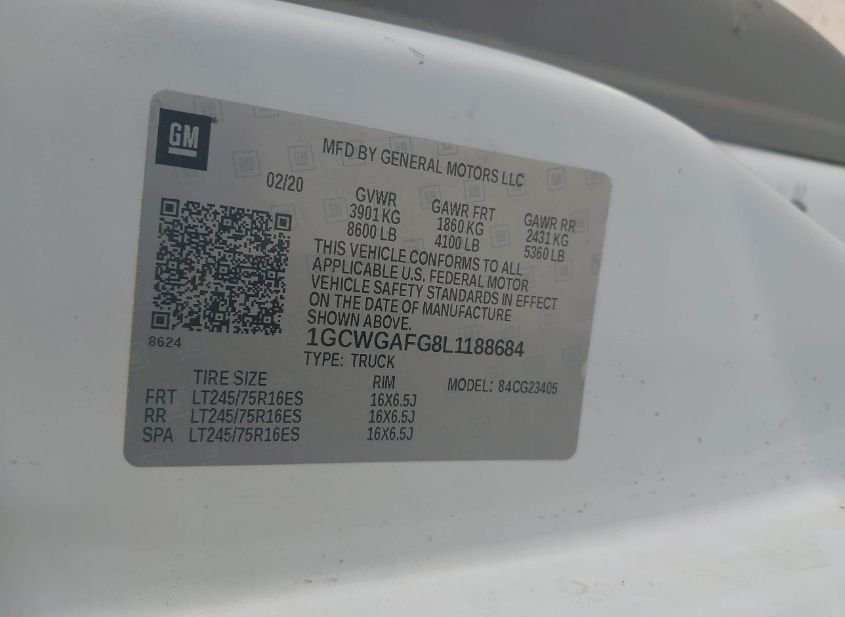 GM
MFD BY GENERAL MOTORS LLC
02/20
GVWR GAWR FRT GAWR RR
3901 KG 1860 KG 2431 KG
8600 LB 4100 LB 5360 LB
THIS VEHICLE CONFORMS TO ALL
APPLICABLE U.S. FEDERAL MOTOR
VEHICLE SAFETY STANDARDS IN EFFECT
ON THE DATE OF MANUFACTURE
SHOWN ABOVE.
8624
1GCWGAFG8L1188684
TYPE: TRUCK
TIRE SIZE RIM MODEL: 84CG23405
FRT LT245/75R16ES 16X6.5J
RR LT245/75R16ES 16X6.5J
SPA LT245/75R16ES 16X6.5J